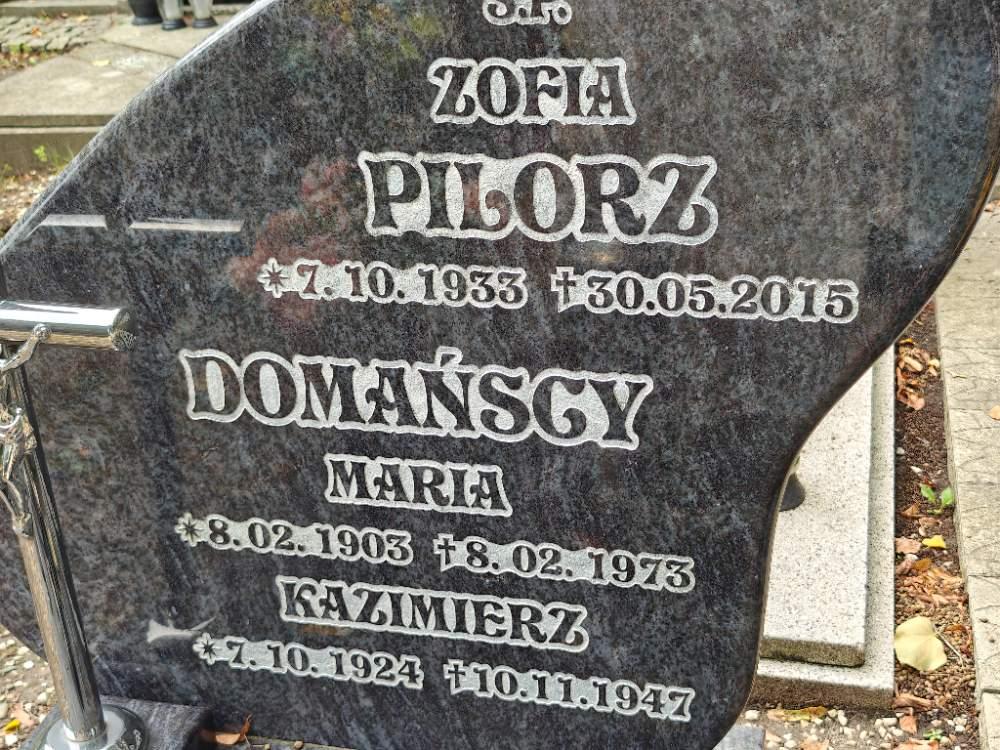 ZOFIA
PILORZ
* 7. 10. 1933 † 30.05.2015
DOMAŃSCY
MARIA
* 8. 02. 1903 † 8. 02. 1973
KAZIMIERZ
* 7. 10. 1924 † 10.11.1947